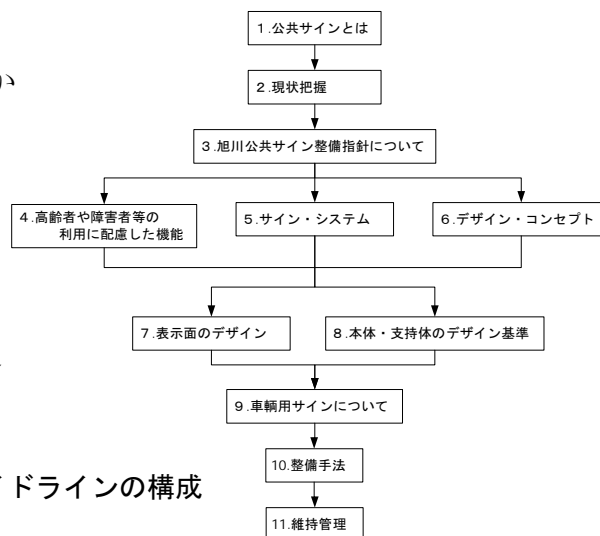 1.公共サインとは
か
2.現状把握
3.旭川公共サイン整備指針について
4.高齢者や障害者等の
利用に配慮した機能
5.サイン・システム
6.デザイン・コンセプト
7.表示面のデザイン
8.本体・支持体のデザイン基準
9.車輌用サインについて
10.整備手法
ドラインの構成
11.維持管理